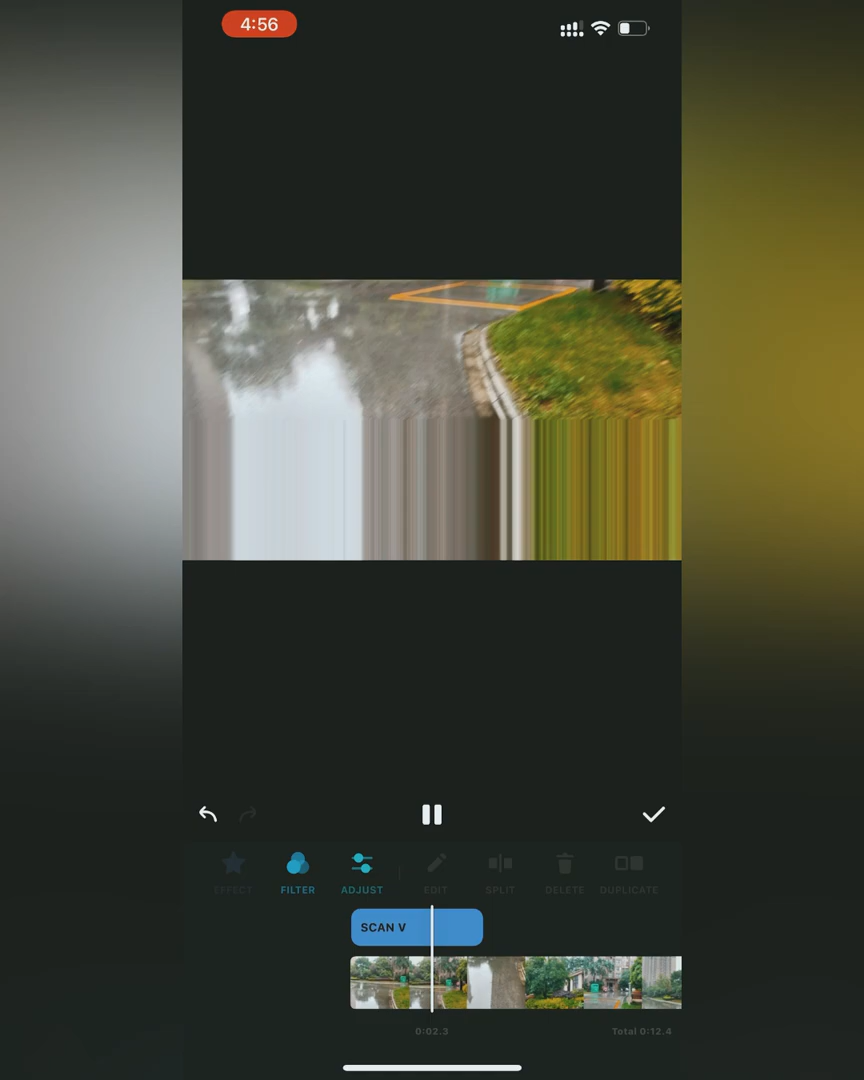 4:56
EFFECT
FILTER
ADJUST
EDIT
SPLIT
DELETE
DUPLICATE
SCAN V
0:02.3
Total 0:12.4